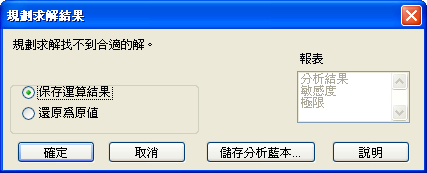 規劃求解結果
規劃求解找不到合適的解。
報表
分析結果
敏感度
極限
保存運算結果
還原為原值
確定
取消
儲存分析藍本...
說明